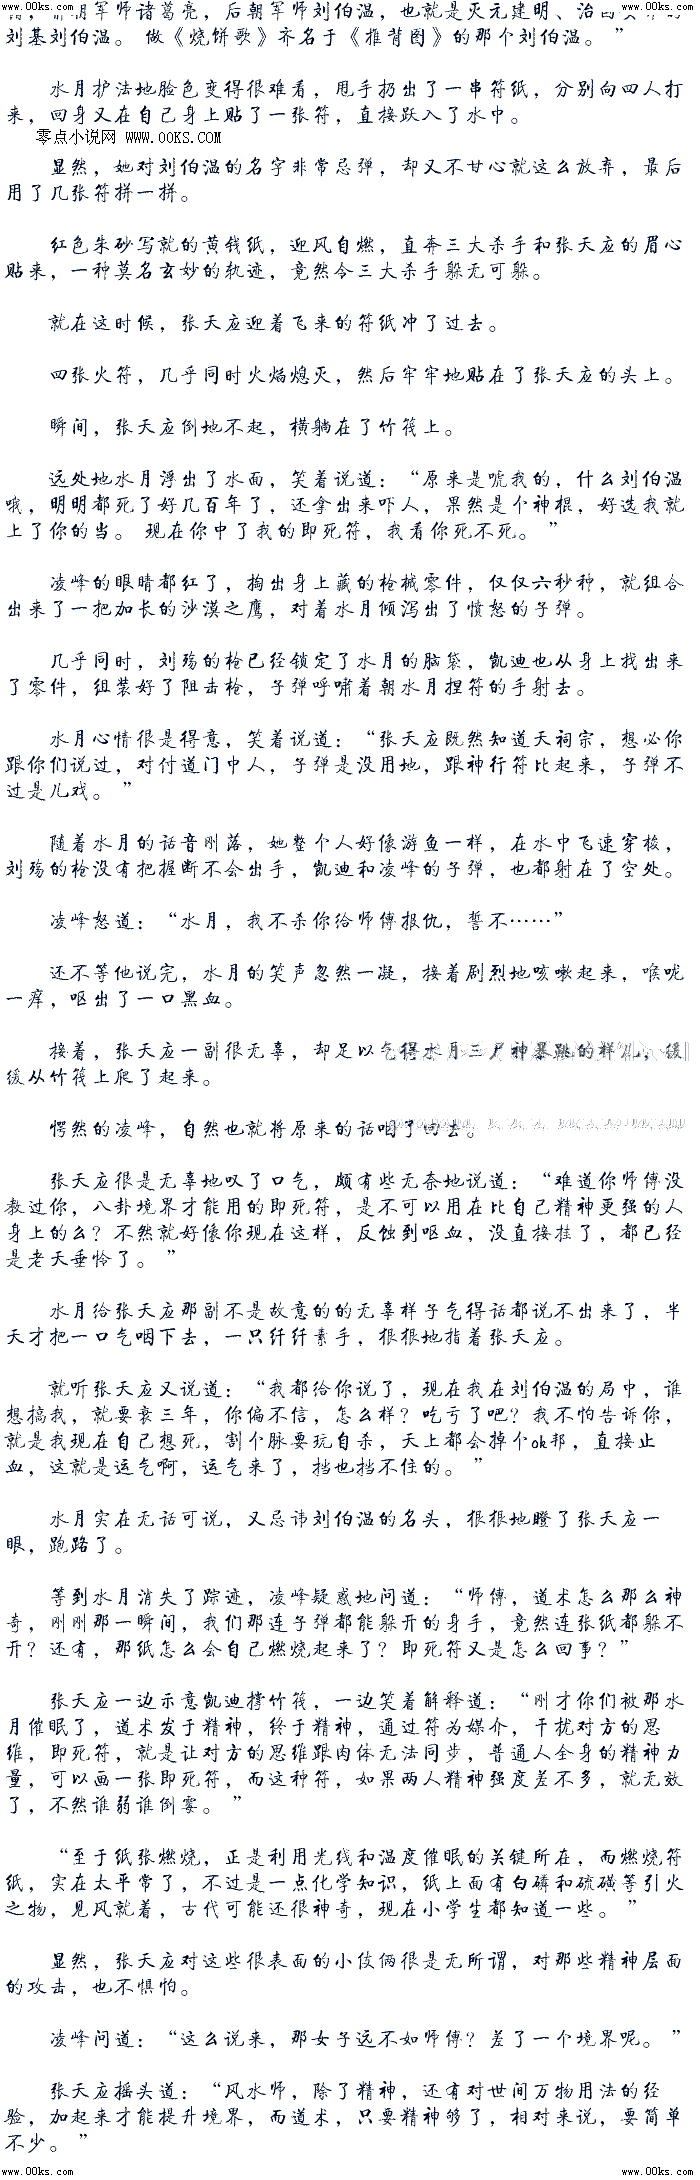 www.00ks.com www.00ks.com
军师诸葛亮，后朝军师刘伯温，也就是灭元建明、治
刘基刘伯温。 做《烧饼歌》齐名于《推背图》的那个刘伯温。”
水月护法地脸色变得很难看，甩手扔出了一串符纸，分别向四人打
来，回身又在自己身上贴了一张符，直接跃入了水中。
零点小说网 www.00KS.com
显然，她对刘伯温的名字非常忌弹，却又不甘心就这么放弃，最后
用了几张符拼一拼。
红色朱砂写就的黄钱纸，迎风自燃，直奔三大杀手和张天应的眉心
贴来，一种莫名玄妙的轨迹，竟然令三大杀手躲无可躲。
就在这时候，张天应迎着飞来的符纸冲了过去。
四张火符，几乎同时火焰熄灭，然后牢牢地贴在了张天应的头上。
瞬间，张天应倒地不起，横躺在了竹筏上。
远处地水月浮出了水面，笑着说道：“原来是唬我的，什么刘伯温
哦，明明都死了好几百年了，还拿出来吓人，果然是个神棍，好选我就
上了你的当。 现在你中了我的即死符，我看你死不死。”
凌峰的眼睛都红了，掏出身上藏的枪械零件，仅仅六秒种，就组合
出来了一把加长的沙漠之鹰，对着水月倾泻出了愤怒的子弹。
几乎同时，刘殇的枪已经锁定了水月的脑袋，凯迪也从身上找出来
了零件，组装好了阻击枪，子弹呼啸着朝水月捏符的手射去。
水月心情很是得意，笑着说道：“张天应既然知道天祠宗，想必你
跟你们说过，对付道门中人，子弹是没用地，跟神行符比起来，子弹不
过是儿戏。”
随着水月的话音刚落，她整个人好像游鱼一样，在水中飞速穿梭，
刘殇的枪没有把握断不会出手，凯迪和凌峰的子弹，也都射在了空处。
凌峰怒道：“水月，我不杀你给师傅报仇，誓不……”
还不等他说完，水月的笑声忽然一凝，接着剧烈地咳嗽起来，喉咙
一痒，呕出了一口黑血。
接着，张天应一副很无辜，却足以气得水月三尸神暴跳的样儿，缓
缓从竹筏上爬了起来。
愕然的凌峰，自然也就将原来的话咽了回去。
张天应很是无辜地叹了口气，颇有些无奈地说道：“难道你师傅没
教过你，八卦境界才能用的即死符，是不可以用在比自己精神更强的人
身上的么？不然就好像你现在这样，反蚀到呕血，没直接挂了，都已经
是老天垂怜了。”
水月给张天应那副不是故意的的无辜样子气得话都说不出来了，半
天才把一口气咽下去，一只纤纤素手，狠狠地指着张天应。
就听张天应又说道：“我都给你说了，现在我在刘伯温的局中，谁
想搞我，就要衰三年，你偏不信，怎么样？吃亏了吧？我不怕告诉你，
就是我现在自己想死，割个脉要玩自杀，天上都会掉个ok邦，直接止
血，这就是运气啊，运气来了，挡也挡不住的。”
水月实在无话可说，又忌讳刘伯温的名头，狠狠地瞪了张天应一
眼，跑路了。
等到水月消失了踪迹，凌峰疑惑地问道：“师傅，道术怎么那么神
奇，刚刚那一瞬间，我们那连子弹都能躲开的身手，竟然连张纸都躲不
开？还有，那纸怎么会自己燃烧起来了？即死符又是怎么回事？”
张天应一边示意凯迪撑竹筏，一边笑着解释道：“刚才你们被那水
月催眠了，道术发于精神，终于精神，通过符为媒介，干扰对方的思
维，即死符，就是让对方的思维跟肉体无法同步，普通人全身的精神力
量，可以画一张即死符，而这种符，如果两人精神强度差不多，就无效
了，不然谁弱谁倒霉。”
“至于纸张燃烧，正是利用光线和温度催眠的关键所在，而燃烧符
纸，实在太平常了，不过是一点化学知识，纸上面有白磷和硫磺等引火
之物，见风就着，古代可能还很神奇，现在小学生都知道一些。”
显然，张天应对这些很表面的小伎俩很是无所谓，对那些精神层面
的攻击，也不惧怕。
凌峰问道：“这么说来，那女子远不如师傅？差了一个境界呢。”
张天应摇头道：“风水师，除了精神，还有对世间万物用法的经
验，加起来才能提升境界，而道术，只要精神够了，相对来说，要简单
不少。”
www.00ks.com www.00ks.com